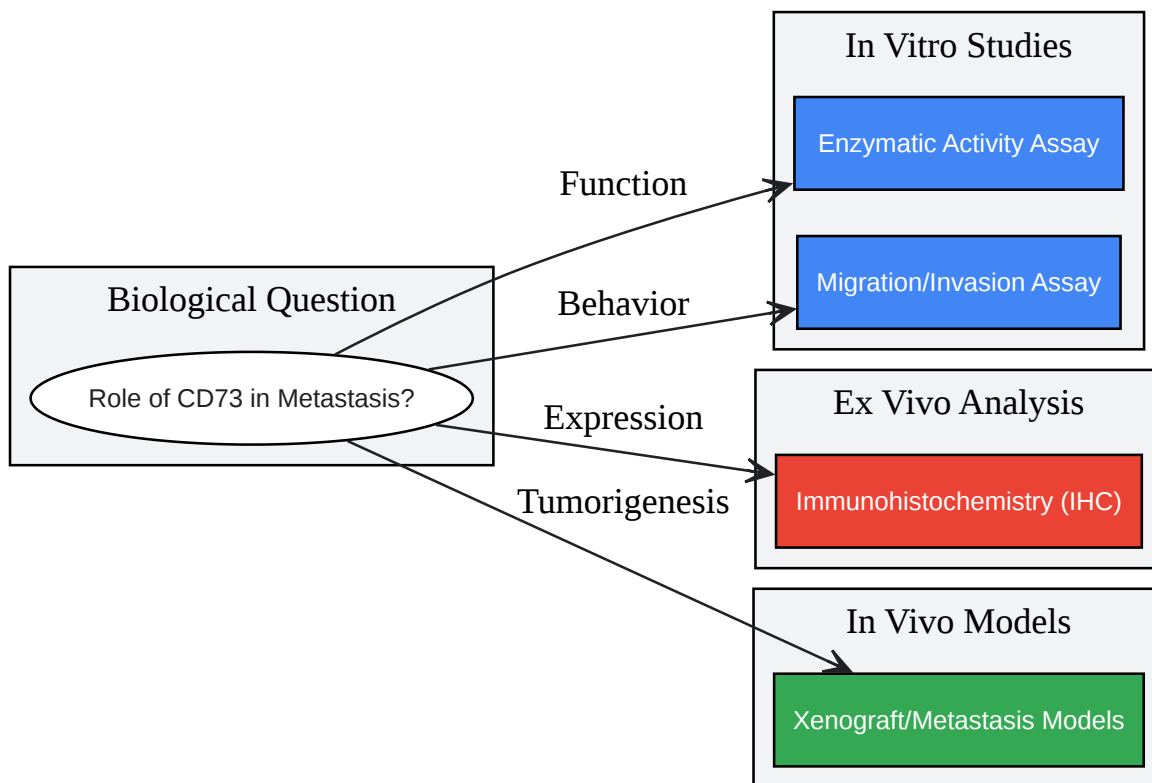 Biological Question
Role of CD73 in Metastasis?
Function
Behavior
Expression
Tumorigenesis
In Vitro Studies
Enzymatic Activity Assay
Migration/Invasion Assay
Ex Vivo Analysis
Immunohistochemistry (IHC)
In Vivo Models
Xenograft/Metastasis Models